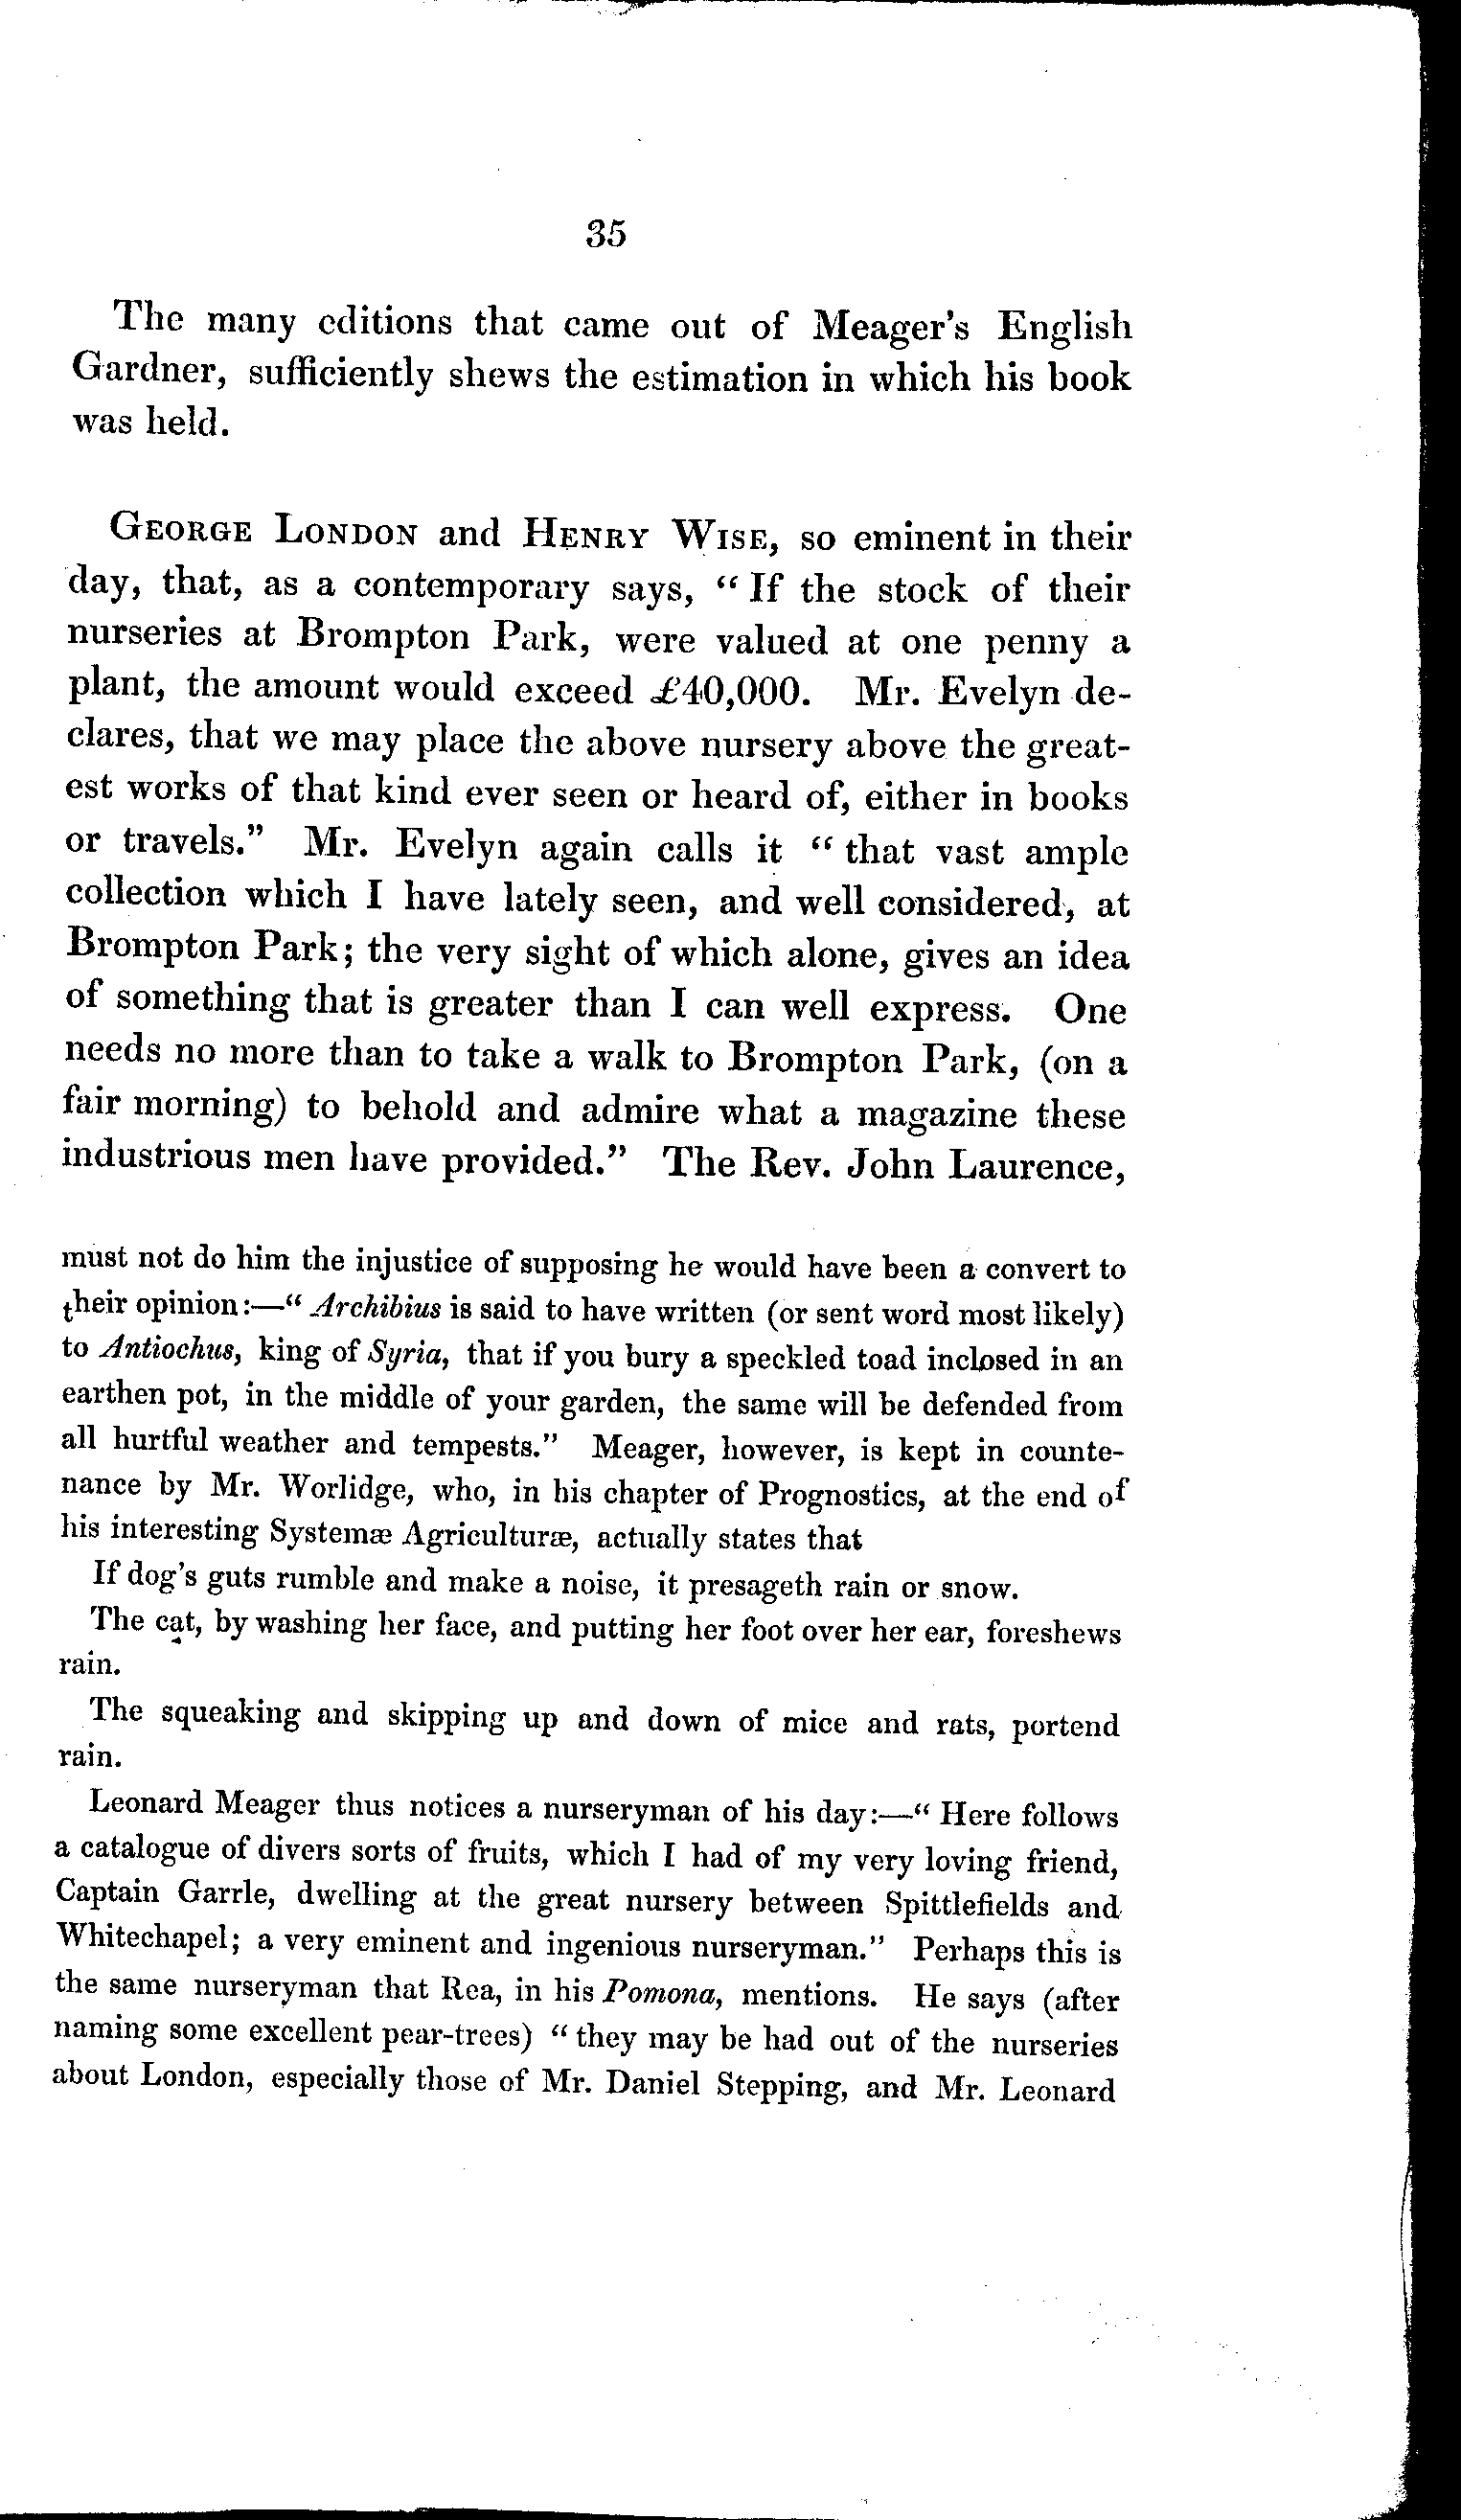 35
The many editions that came out of Meager's English
Gardner, sufficiently shews the estimation in which his book
was held.
GEORGE LONDON and HENRY WISE, so eminent in their
day, that, as a contemporary says, "If the stock of their
nurseries at Brompton Park, were valued at one penny a
plant, the amount would exceed £40,000. Mr. Evelyn de-
clares, that we may place the above nursery above the great-
est works of that kind ever seen or heard of, either in books
or travels." Mr. Evelyn again calls it "that vast ample
collection which I have lately seen, and well considered, at
Brompton Park; the very sight of which alone, gives an idea
of something that is greater than I can well express. One
needs no more than to take a walk to Brompton Park, (on a
fair morning) to behold and admire what a magazine these
industrious men have provided." The Rev. John Laurence,
must not do him the injustice of supposing he would have been a convert to
their opinion:—"Archibius is said to have written (or sent word most likely)
to Antiochus, king of Syria, that if you bury a speckled toad inclosed in an
earthen pot, in the middle of your garden, the same will be defended from
all hurtful weather and tempests." Meager, however, is kept in counte-
nance by Mr. Worlidge, who, in his chapter of Prognostics, at the end of
his interesting Systemæ Agriculturæ, actually states that
If dog's guts rumble and make a noise, it presageth rain or snow.
The cat, by washing her face, and putting her foot over her ear, foreshews
rain.
The squeaking and skipping up and down of mice and rats, portend
rain.
Leonard Meager thus notices a nurseryman of his day:—"Here follows
a catalogue of divers sorts of fruits, which I had of my very loving friend,
Captain Garrle, dwelling at the great nursery between Spittlefields and
Whitechapel; a very eminent and ingenious nurseryman." Perhaps this is
the same nurseryman that Rea, in his Pomona, mentions. He says (after
naming some excellent pear-trees) "they may be had out of the nurseries
about London, especially those of Mr. Daniel Stepping, and Mr. Leonard